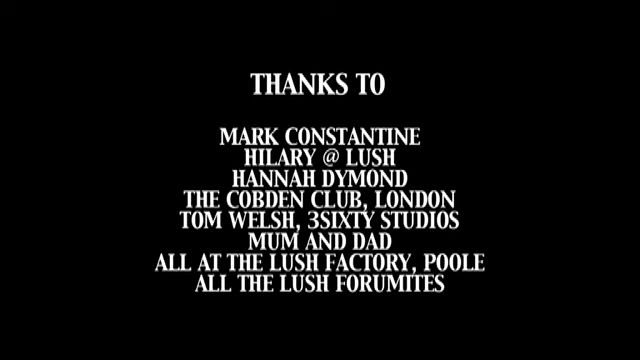 THANKS TO
MARK CONSTANTINE
HILARY @ LUSH
HANNAH DYMOND
THE COBDEN CLUB, LONDON
TOM WELSH, 3SIXTY STUDIOS
MUM AND DAD
ALL AT THE LUSH FACTORY, POOLE
ALL THE LUSH FORUMITES